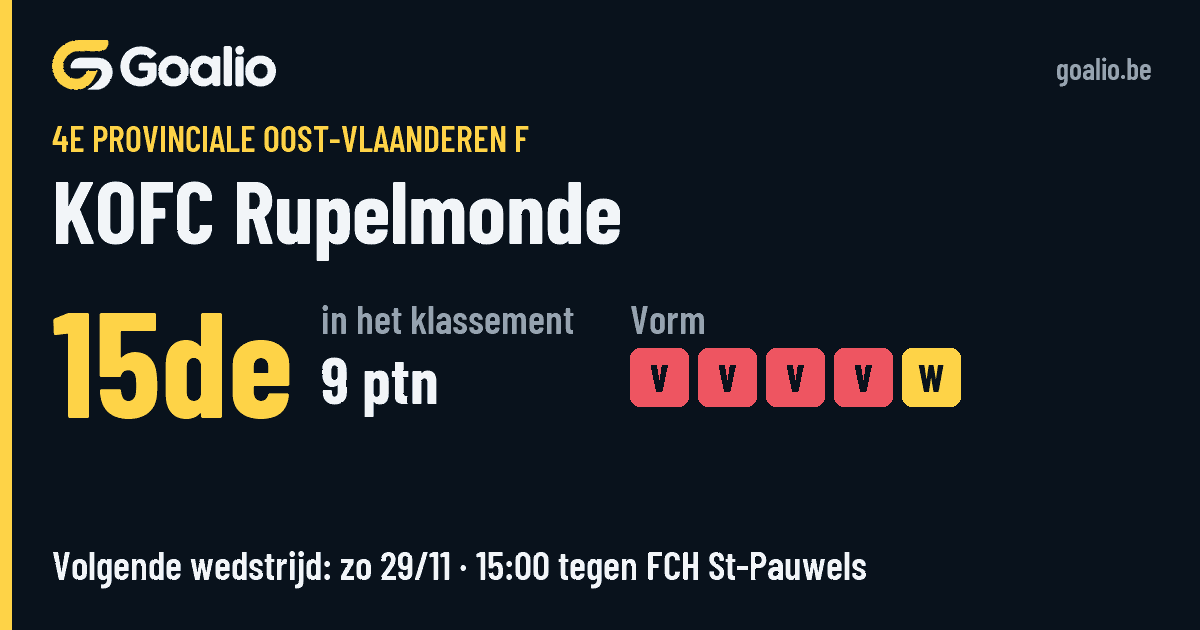 Goalio
goalio.be
4E PROVINCIALE OOST-VLAANDEREN F
KOFC Rupelmonde
15de
in het klassement
9 ptn
Vorm
V V V V W
Volgende wedstrijd: zo 29/11 · 15:00 tegen FCH St-Pauwels